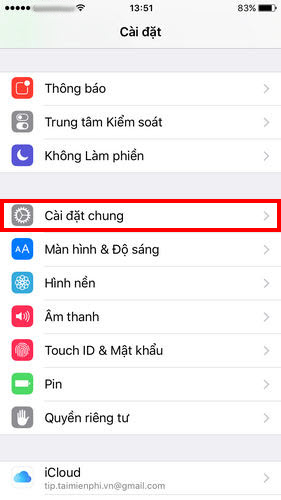 13:51
83%
Cài đặt
Thông báo
Trung tâm Kiểm soát
Không Làm phiền
Cài đặt chung
AA
Màn hình & Độ sáng
Hình nền
Âm thanh
Touch ID & Mật khẩu
Pin
Quyền riêng tư
iCloud
tip.taimienphi.vn@gmail.com